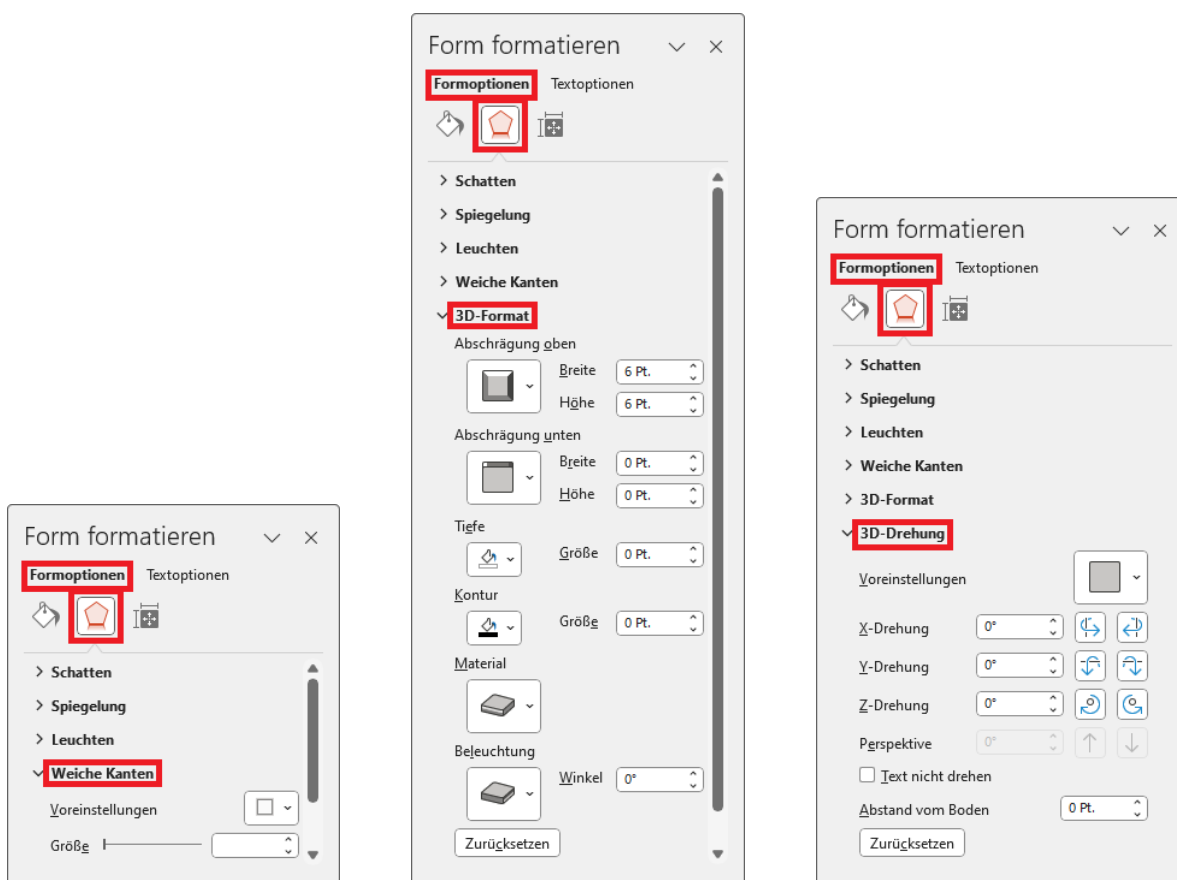 Form formatieren
Formoptionen Textoptionen
Schatten
Spiegelung
Leuchten
Weiche Kanten
Voreinstellungen
Größe
Form formatieren
Formoptionen Textoptionen
Schatten
Spiegelung
Leuchten
Weiche Kanten
3D-Format
Abschrägung oben
Breite 6 Pt.
Höhe 6 Pt.
Abschrägung unten
Breite 0 Pt.
Höhe 0 Pt.
Tiefe
Größe 0 Pt.
Kontur
Größe 0 Pt.
Material
Beleuchtung
Winkel 0°
Zurücksetzen
Form formatieren
Formoptionen Textoptionen
Schatten
Spiegelung
Leuchten
Weiche Kanten
3D-Format
3D-Drehung
Voreinstellungen
X-Drehung 0°
Y-Drehung 0°
Z-Drehung 0°
Perspektive 0°
Text nicht drehen
Abstand vom Boden 0 Pt.
Zurücksetzen